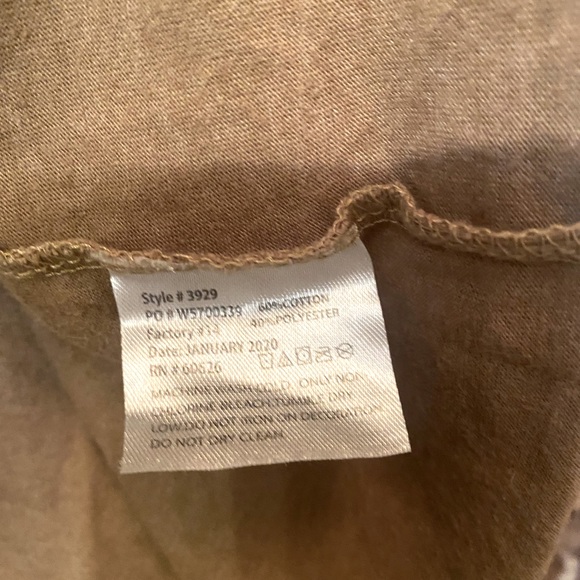 Style # 3929
PO # W5700339
Factory #14
Date: JANUARY 2020
RN # 60626
60% COTTON
40% POLYESTER
MACHINE WASH COLD. ONLY NON-
CHLORINE BLEACH.TUMBLE DRY
LOW.DO NOT IRON ON DECORATION.
DO NOT DRY CLEAN.